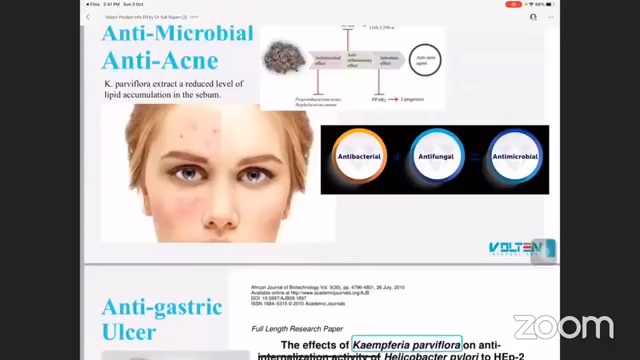 Files 2:41 PM Sun 3 Oct
68%
Volten Product Info EN by Dr Sak Rajani (2)
Anti-Microbial
Anti-Acne
K. parviflora extract a reduced level of
lipid accumulation in the sebum.
Antimicrobial
effect
Anti-
inflammatory
effect
Sebostatic
effect
Anti-acne
agent
Staphylococcus aureus
PPARγ
Lipogenesis
Antibacterial
Antifungal
Antimicrobial
VOLTEN
Anti-gastric
Ulcer
African Journal of Biotechnology Vol. 9(30), pp. 4796-4801, 26 July, 2010
Available online at http://www.academicjournals.org/AJB
DOI: 10.5897/AJB09.1897
ISSN 1684–5315 © 2010 Academic Journals
Full Length Research Paper
The effects of Kaempferia parviflora on anti-
internalization activity of Helicobacter pylori to HEp-2
zoom